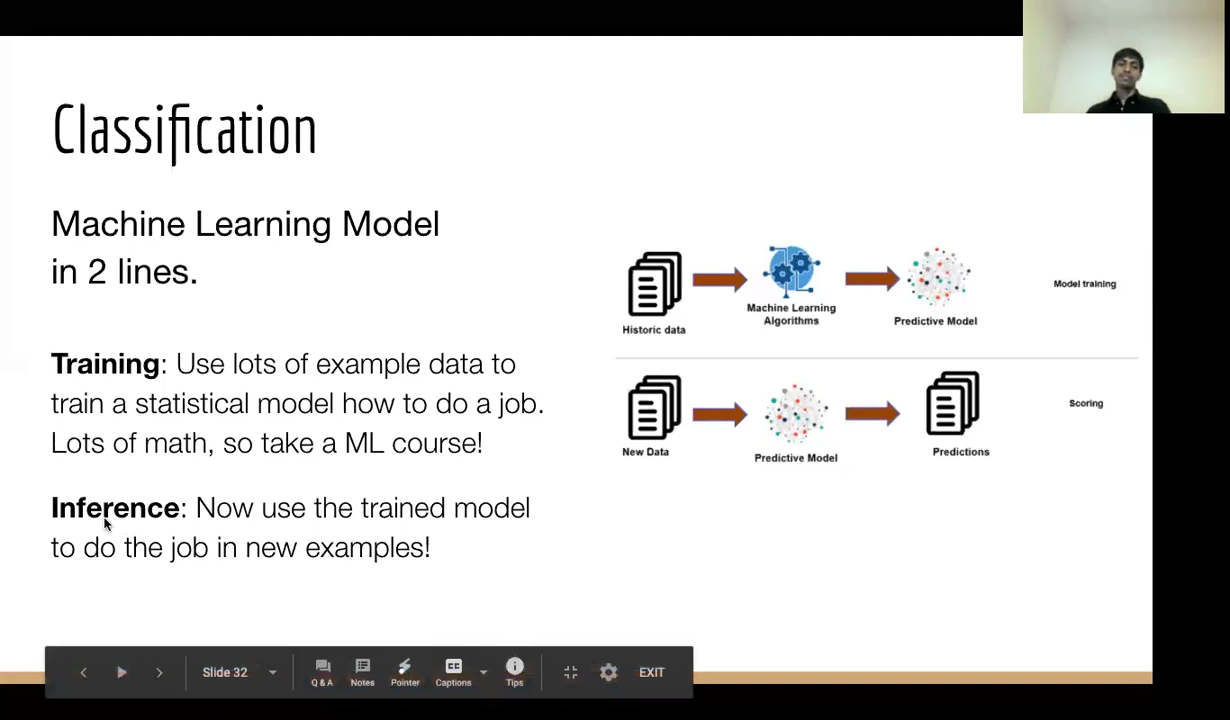 Classification
Machine Learning Model
in 2 lines.
Training: Use lots of example data to
train a statistical model how to do a job.
Lots of math, so take a ML course!
Inference: Now use the trained model
to do the job in new examples!
Historic data
Machine Learning
Algorithms
Predictive Model
Model training
New Data
Predictive Model
Predictions
Scoring
Slide 32
Q & A
Notes
Pointer
CC
Captions
Tips
EXIT